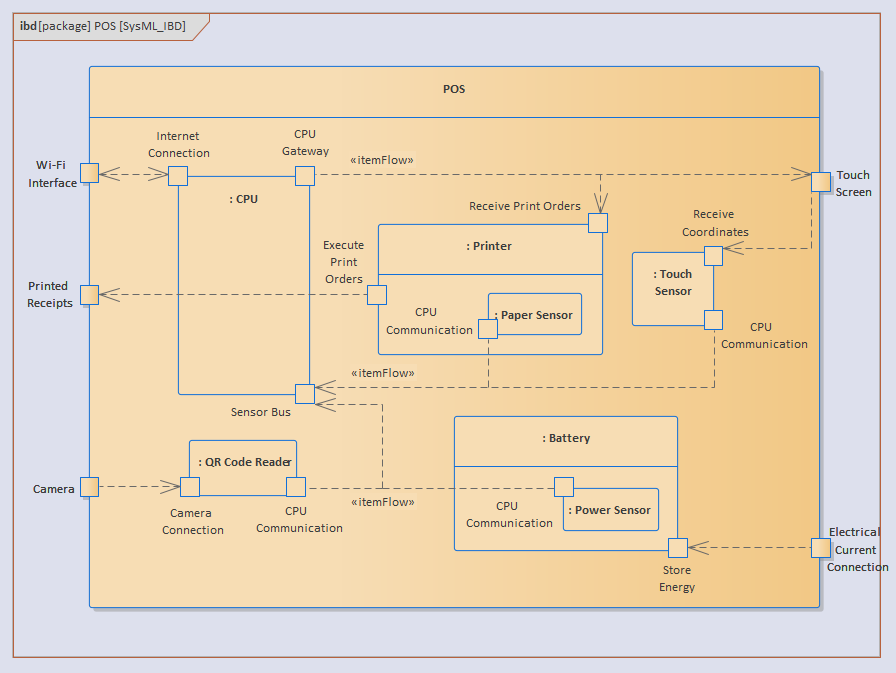 ibd [package] POS [SysML_IBD]
POS
Internet
Connection
CPU
Gateway
«itemFlow»
Wi-Fi
Interface
: CPU
Touch
Screen
Receive Print Orders
Receive
Coordinates
Execute
Print
Orders
: Printer
: Touch
Sensor
Printed
Receipts
CPU
Communication
: Paper Sensor
CPU
Communication
«itemFlow»
Sensor Bus
: Battery
: QR Code Reader
Camera
«itemFlow»
Camera
Connection
CPU
Communication
CPU
Communication
: Power Sensor
Electrical
Current
Connection
Store
Energy